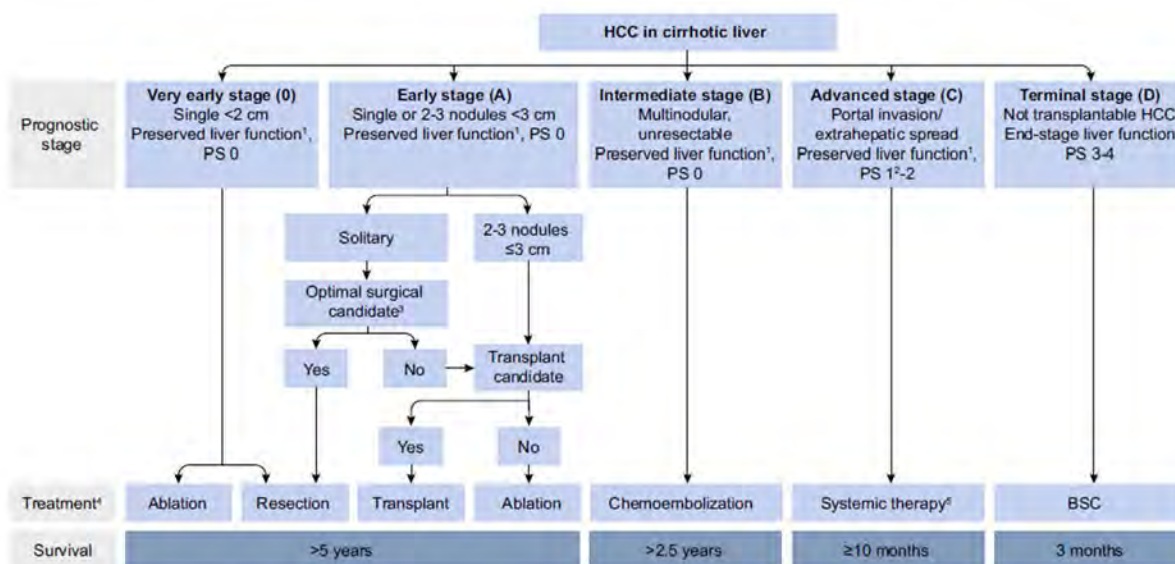 HCC in cirrhotic liver
Prognostic
stage
Very early stage (0)
Single <2 cm
Preserved liver function¹,
PS 0
Early stage (A)
Single or 2-3 nodules <3 cm
Preserved liver function¹, PS 0
Intermediate stage (B)
Multinodular,
unresectable
Preserved liver function¹,
PS 0
Advanced stage (C)
Portal invasion/
extrahepatic spread
Preserved liver function¹,
PS 1²-2
Terminal stage (D)
Not transplantable HCC
End-stage liver function
PS 3-4
Solitary
2-3 nodules
≤3 cm
Optimal surgical
candidate³
Yes
No
Transplant
candidate
Yes
No
Treatment⁴
Ablation
Resection
Transplant
Ablation
Chemoembolization
Systemic therapy⁵
BSC
Survival
>5 years
>2.5 years
≥10 months
3 months